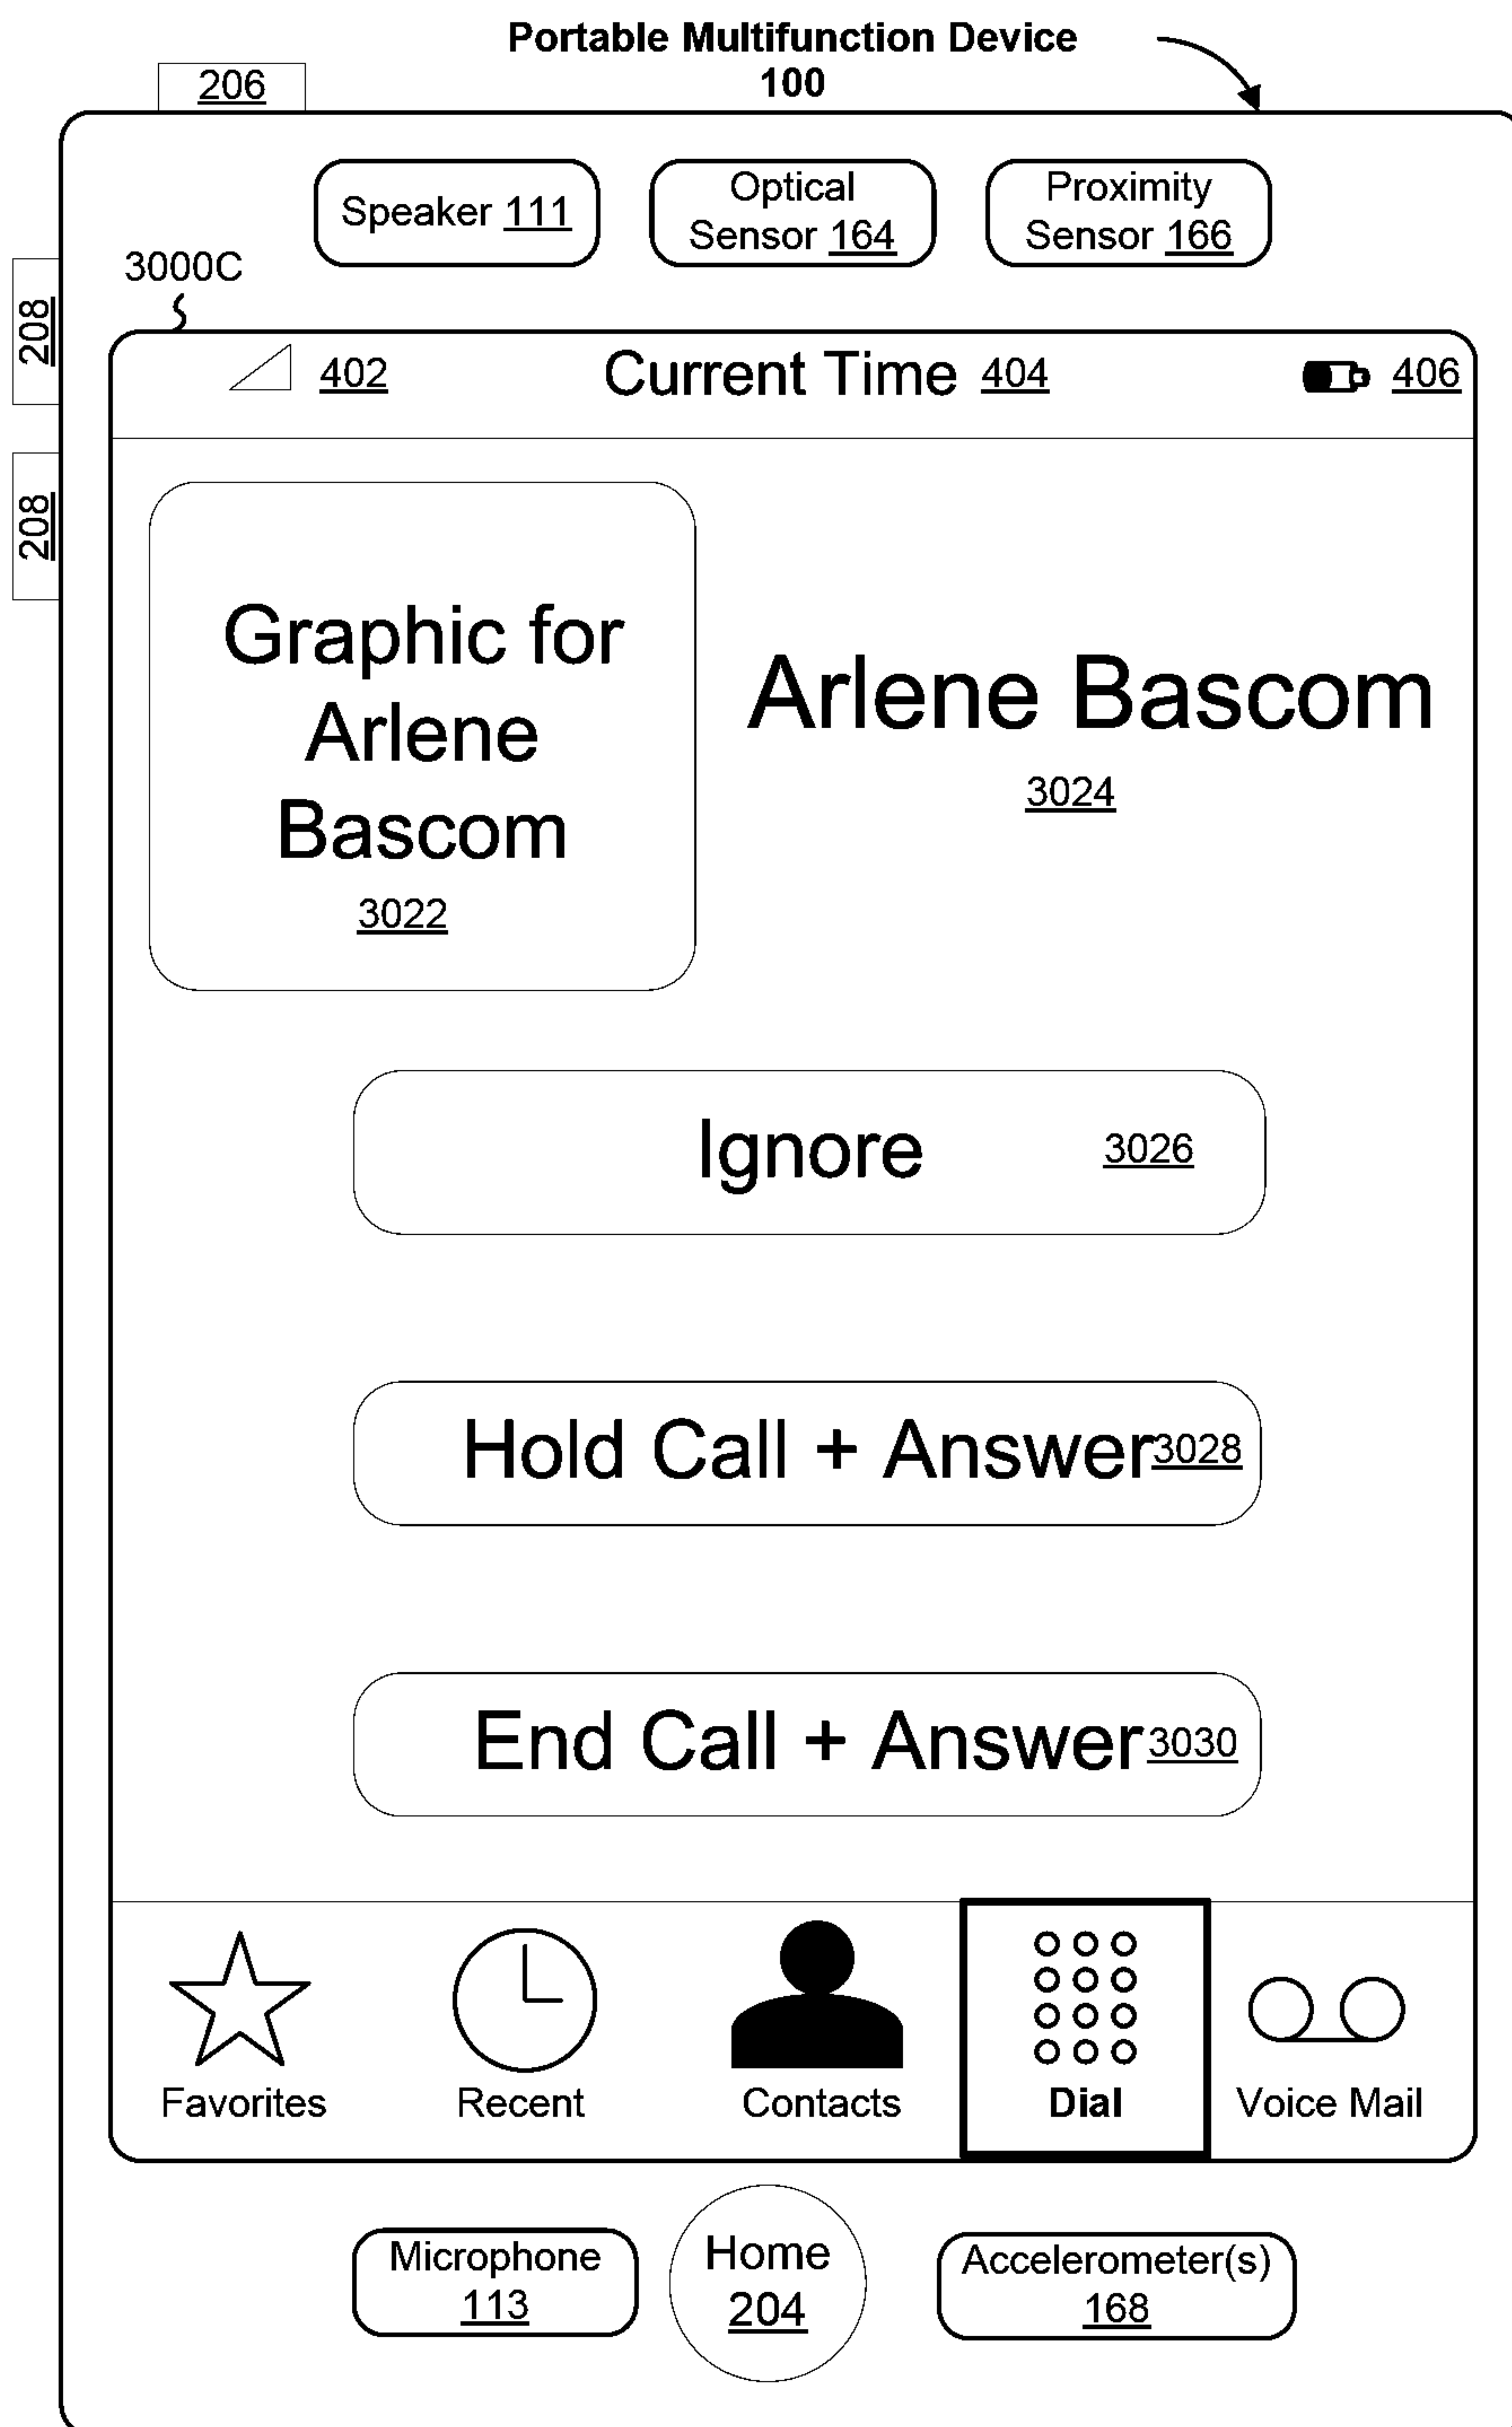 Portable Multifunction Device
100
206
Speaker 111
Optical
Sensor 164
Proximity
Sensor 166
3000C
208
208
402
Current Time 404
406
Graphic for
Arlene
Bascom
3022
Arlene Bascom
3024
Ignore 3026
Hold Call + Answer 3028
End Call + Answer 3030
Favorites
Recent
Contacts
Dial
Voice Mail
Microphone
113
Home
204
Accelerometer(s)
168